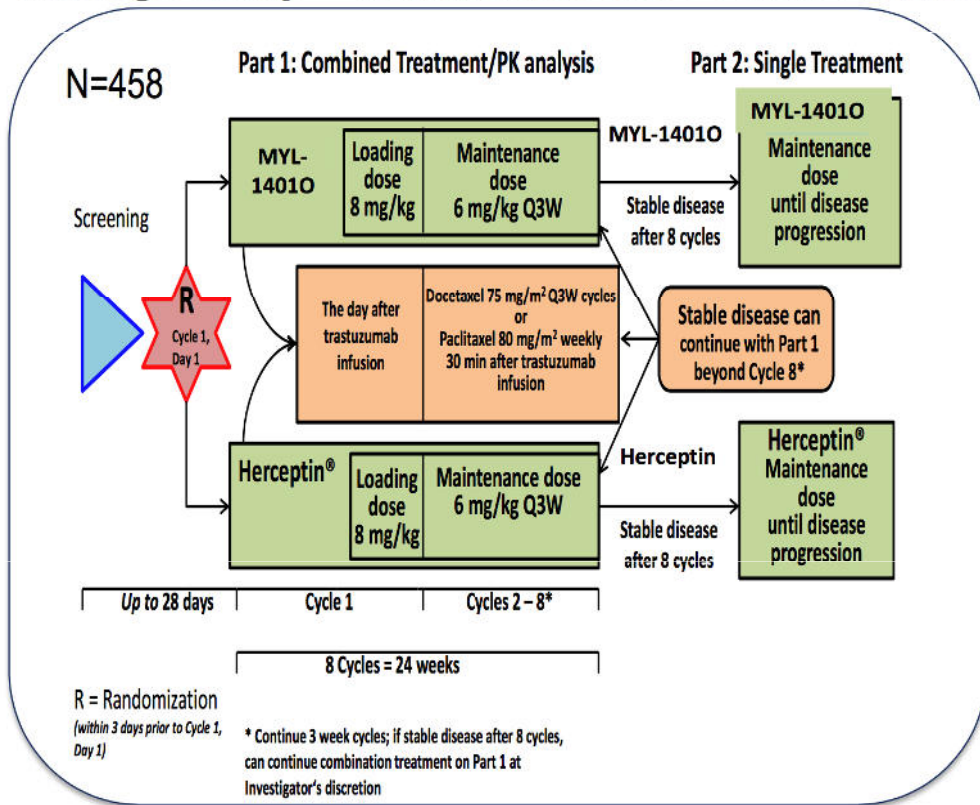 N=458
Part 1: Combined Treatment/PK analysis
Part 2: Single Treatment
Screening
R
Cycle 1,
Day 1
MYL-
1401O
Loading
dose
8 mg/kg
Maintenance
dose
6 mg/kg Q3W
MYL-1401O
Stable disease
after 8 cycles
MYL-1401O
Maintenance
dose
until disease
progression
The day after
trastuzumab
infusion
Docetaxel 75 mg/m² Q3W cycles
or
Paclitaxel 80 mg/m² weekly
30 min after trastuzumab
infusion
Stable disease can
continue with Part 1
beyond Cycle 8*
Herceptin®
Loading
dose
8 mg/kg
Maintenance dose
6 mg/kg Q3W
Herceptin
Stable disease
after 8 cycles
Herceptin®
Maintenance
dose
until disease
progression
Up to 28 days
Cycle 1
Cycles 2 – 8*
8 Cycles = 24 weeks
R = Randomization
(within 3 days prior to Cycle 1,
Day 1)
* Continue 3 week cycles; if stable disease after 8 cycles,
can continue combination treatment on Part 1 at
Investigator's discretion